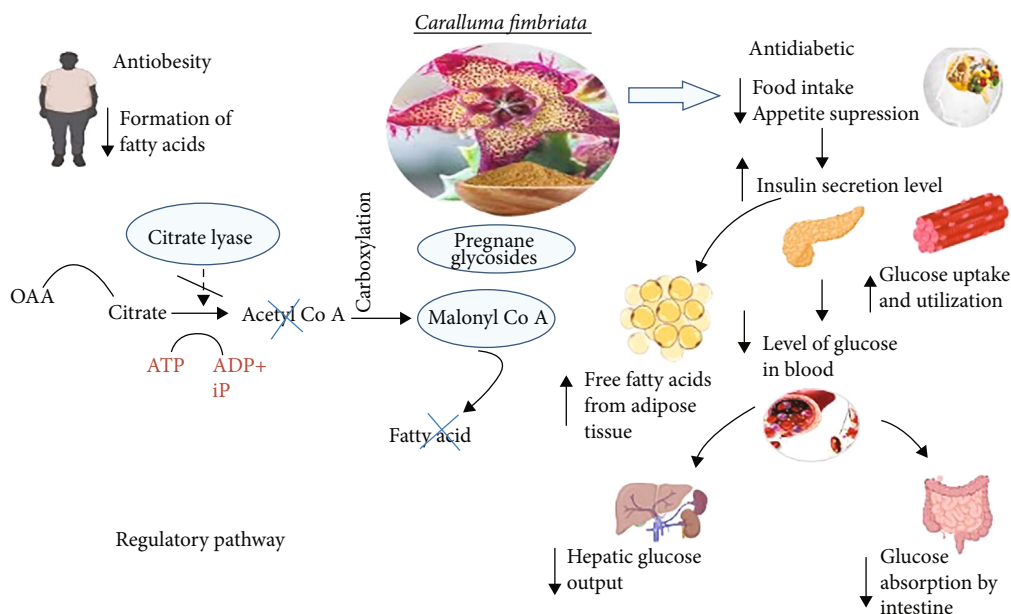 Caralluma fimbriata
Antiobesity
Formation of
fatty acids
Citrate lyase
OAA
Citrate
Acetyl Co A
ATP
ADP+
iP
Carboxylation
Pregnane
glycosides
Malonyl Co A
Fatty acid
Regulatory pathway
Antidiabetic
Food intake
Appetite supression
Insulin secretion level
Glucose uptake
and utilization
Free fatty acids
from adipose
tissue
Level of glucose
in blood
Hepatic glucose
output
Glucose
absorption by
intestine